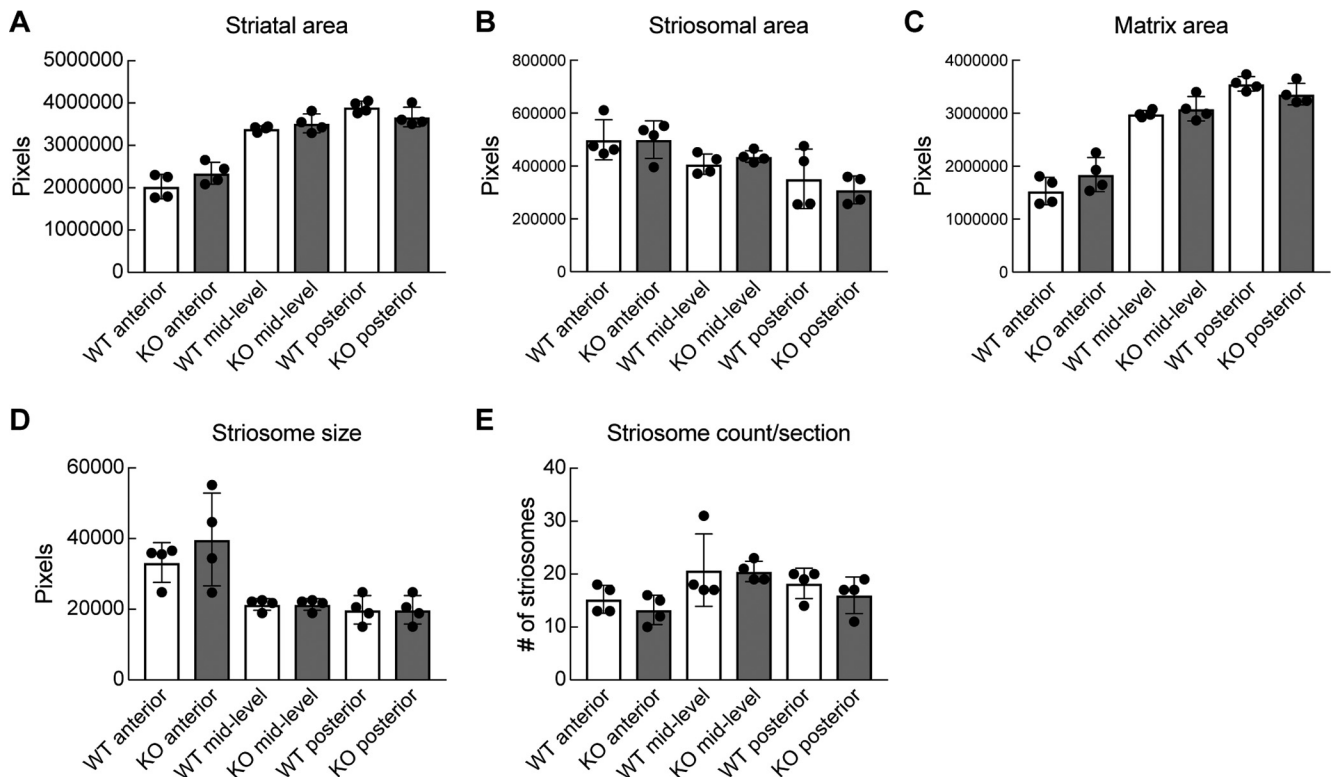 A
Striatal area
Pixels
5000000
4000000
3000000
2000000
1000000
0
WT anterior
KO anterior
WT mid-level
KO mid-level
WT posterior
KO posterior
B
Striosomal area
Pixels
800000
600000
400000
200000
0
WT anterior
KO anterior
WT mid-level
KO mid-level
WT posterior
KO posterior
C
Matrix area
Pixels
4000000
3000000
2000000
1000000
0
WT anterior
KO anterior
WT mid-level
KO mid-level
WT posterior
KO posterior
D
Striosome size
Pixels
60000
40000
20000
0
WT anterior
KO anterior
WT mid-level
KO mid-level
WT posterior
KO posterior
E
Striosome count/section
# of striosomes
40
30
20
10
0
WT anterior
KO anterior
WT mid-level
KO mid-level
WT posterior
KO posterior